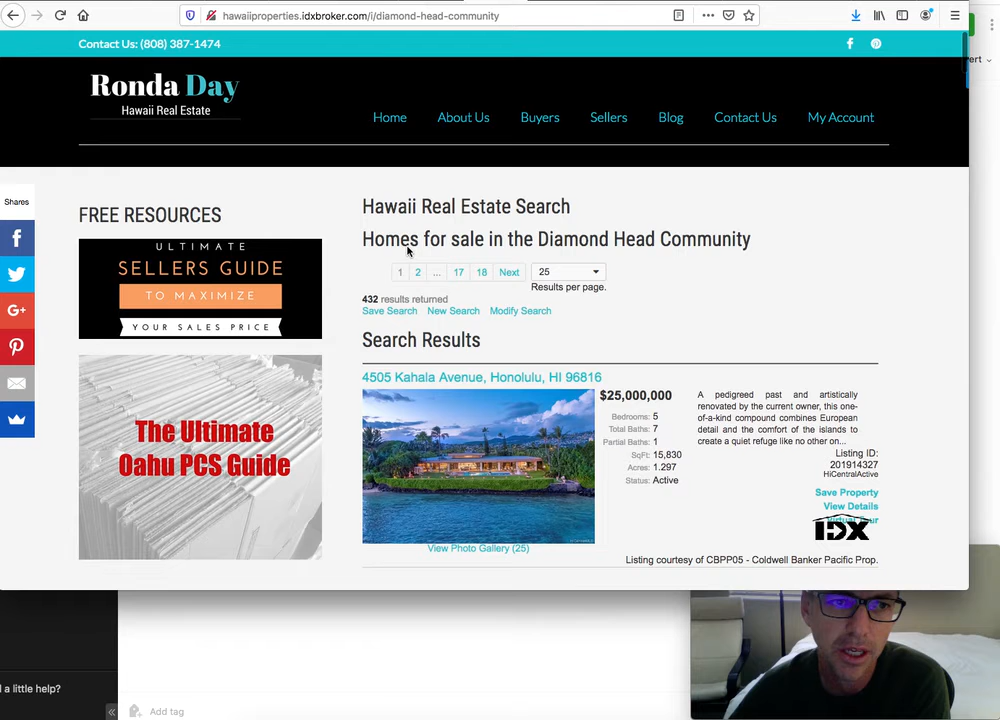 hawaiiproperties.idxbroker.com/i/diamond-head-community
Contact Us: (808) 387-1474
Ronda Day
Hawaii Real Estate
Home About Us Buyers Sellers Blog Contact Us My Account
Shares
FREE RESOURCES
ULTIMATE
SELLERS GUIDE
TO MAXIMIZE
YOUR SALES PRICE
The Ultimate
Oahu PCS Guide
Hawaii Real Estate Search
Homes for sale in the Diamond Head Community
1 2 ... 17 18 Next 25
Results per page.
432 results returned
Save Search New Search Modify Search
Search Results
4505 Kahala Avenue, Honolulu, HI 96816
$25,000,000
Bedrooms: 5
Total Baths: 7
Partial Baths: 1
SqFt: 15,830
Acres: 1.297
Status: Active
A pedigreed past and artistically
renovated by the current owner, this one-
of-a-kind compound combines European
detail and the comfort of the islands to
create a quiet refuge like no other on...
Listing ID:
201914327
HiCentralActive
Save Property
View Details
Virtual Tour
IDX
View Photo Gallery (25)
Listing courtesy of CBPP05 - Coldwell Banker Pacific Prop.
d a little help?
Add tag